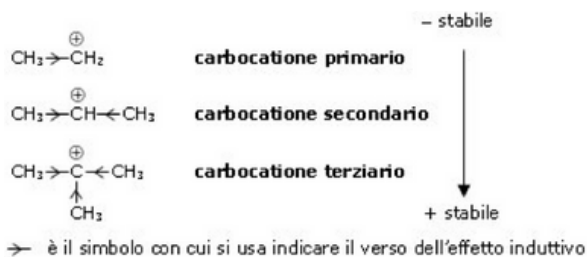 – stabile
⊕
CH₃→CH₂ carbocatione primario
⊕
CH₃→CH←CH₃ carbocatione secondario
⊕
CH₃→C←CH₃ carbocatione terziario
↑
CH₃
+ stabile
→ è il simbolo con cui si usa indicare il verso dell'effetto induttivo